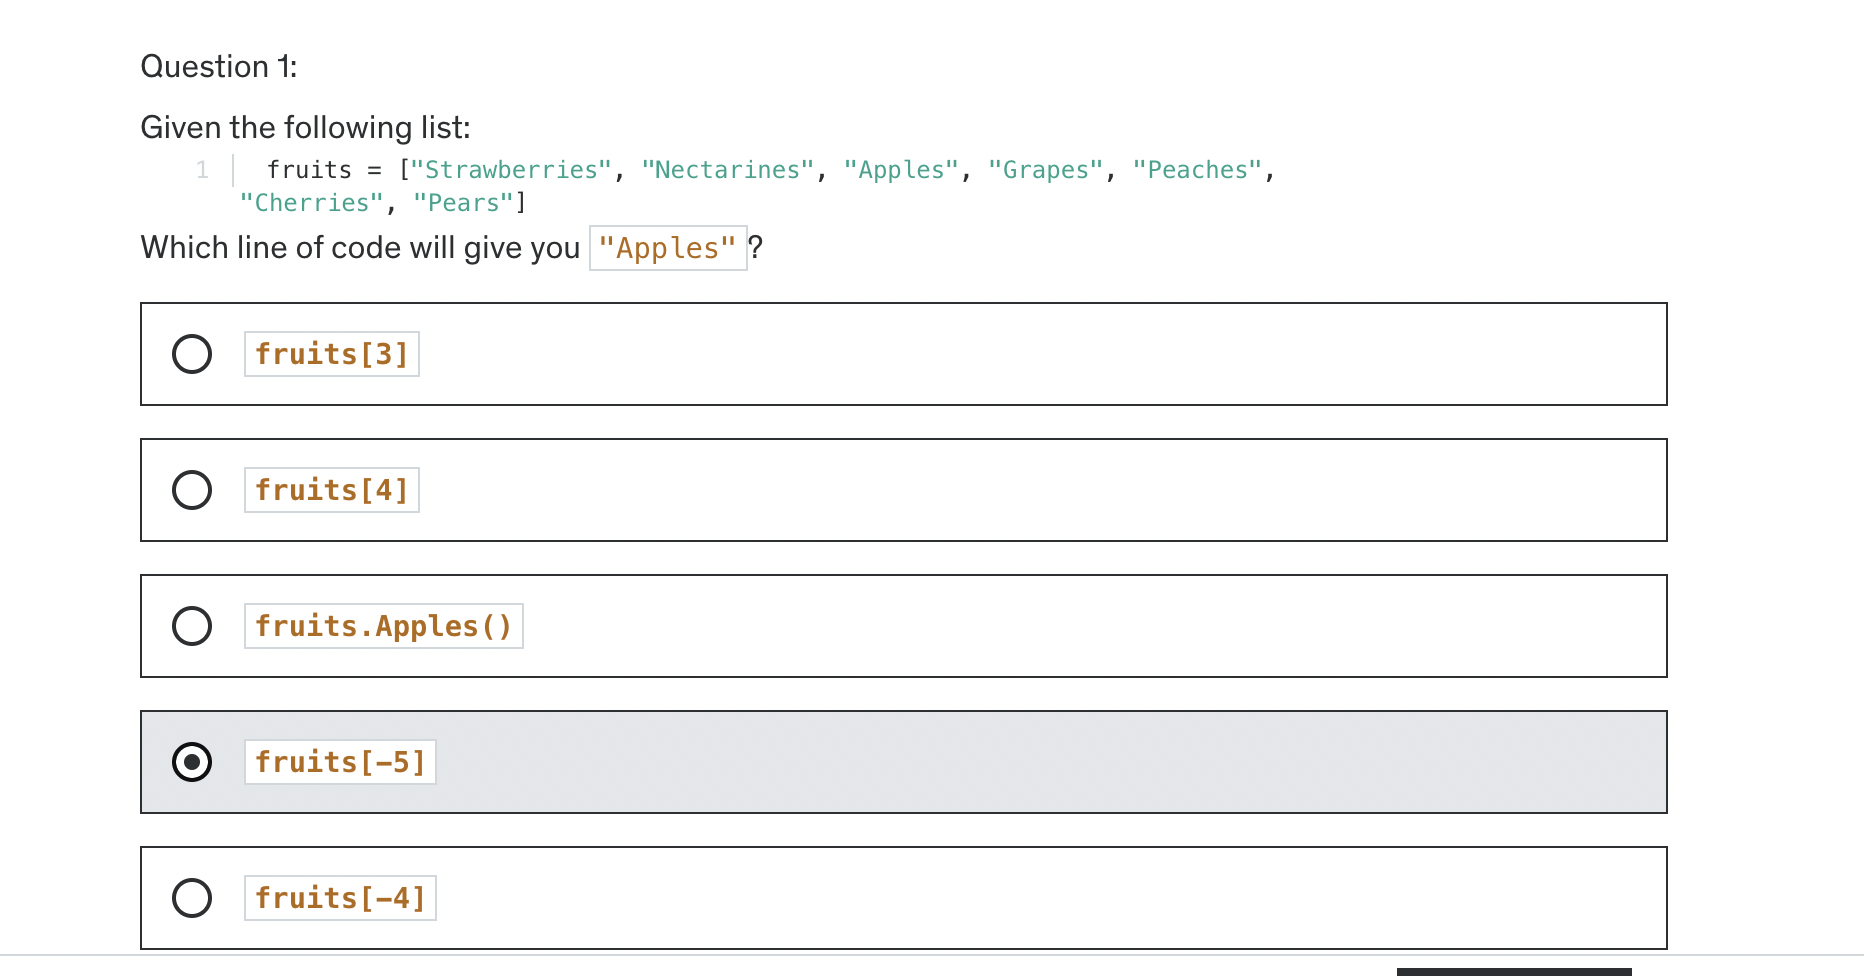 Question 1:
Given the following list:
1 fruits = ["Strawberries", "Nectarines", "Apples", "Grapes", "Peaches",
"Cherries", "Pears"]
Which line of code will give you "Apples"?
fruits[3]
fruits[4]
fruits.Apples()
fruits[-5]
fruits[-4]